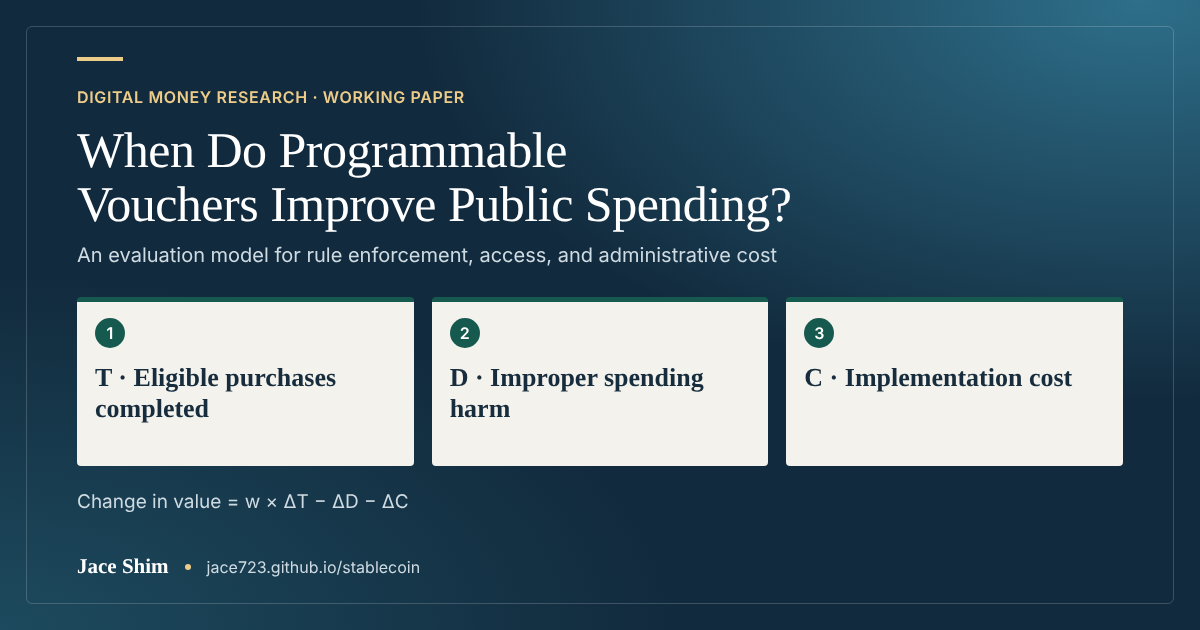 DIGITAL MONEY RESEARCH · WORKING PAPER
When Do Programmable
Vouchers Improve Public Spending?
An evaluation model for rule enforcement, access, and administrative cost
1
T · Eligible purchases
completed
2
D · Improper spending
harm
3
C · Implementation cost
Change in value = w × ΔT − ΔD − ΔC
Jace Shim • jace723.github.io/stablecoin